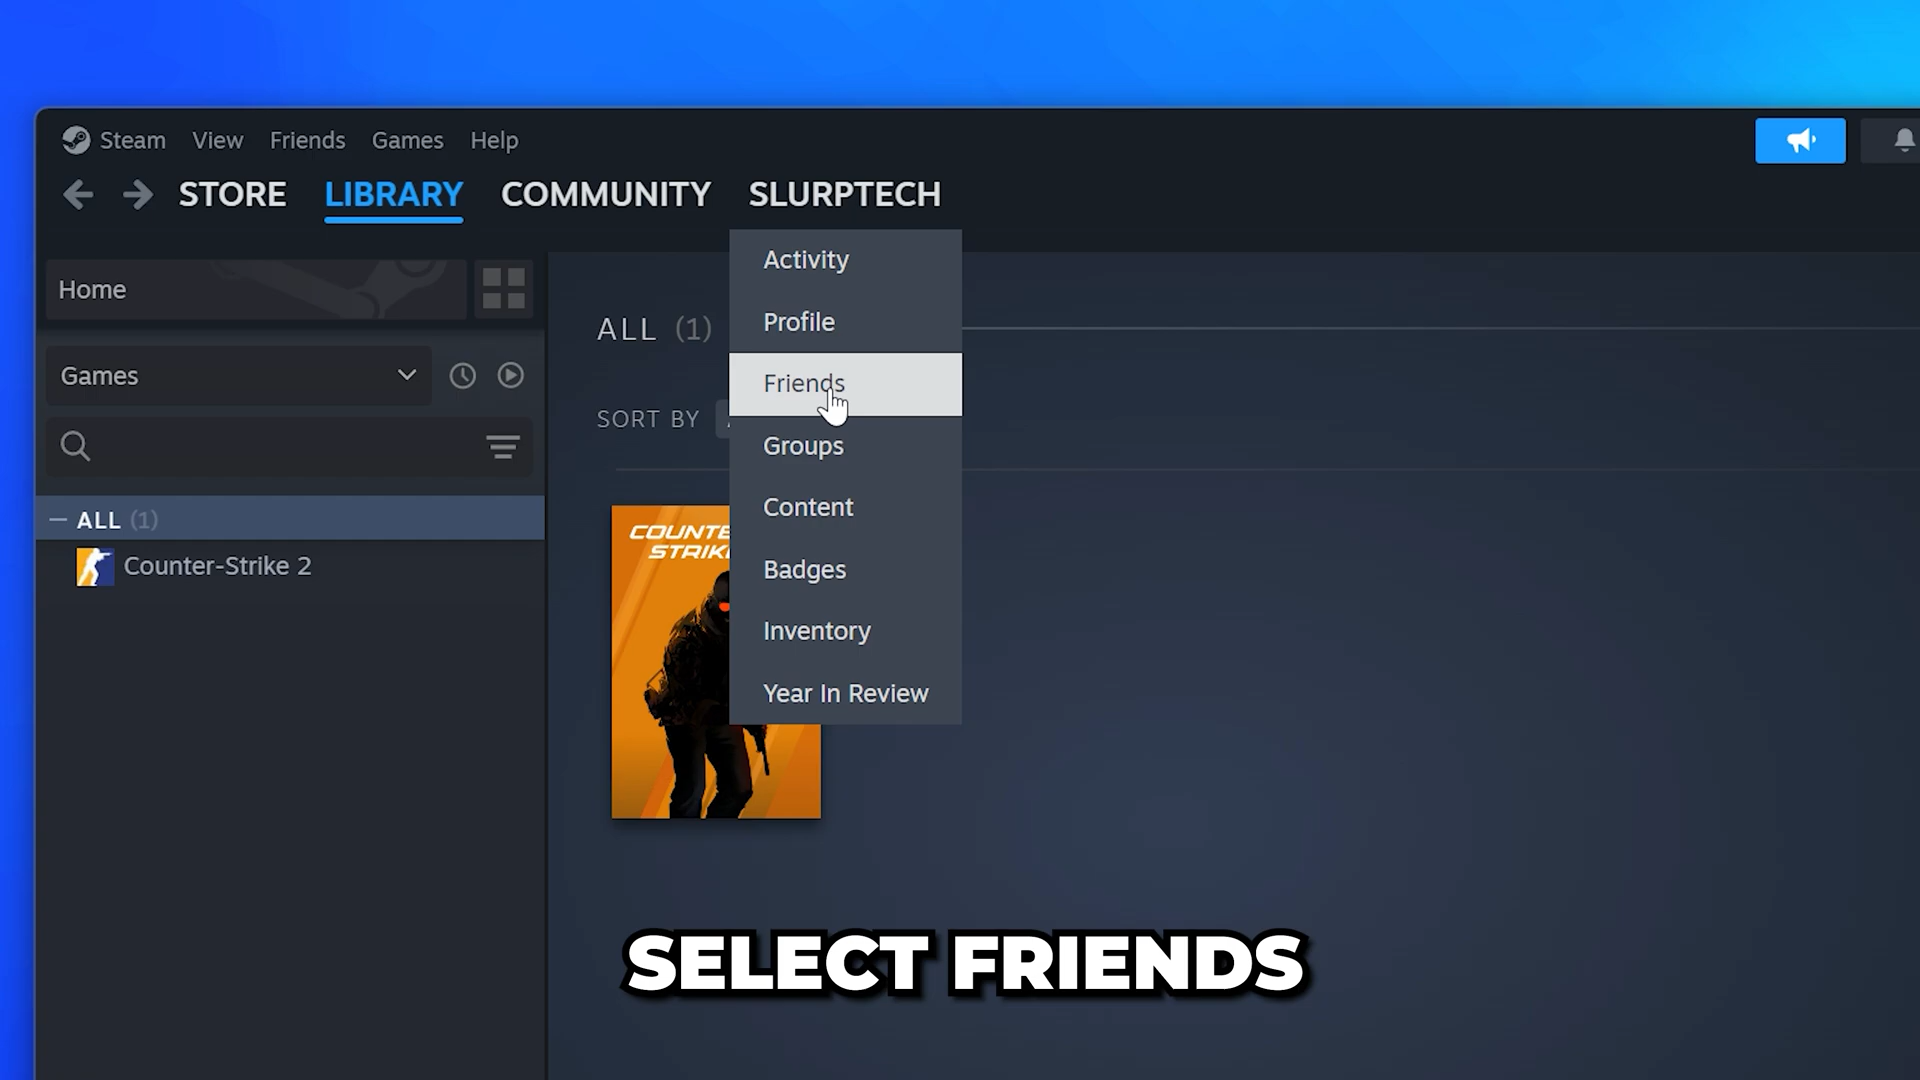 Steam View Friends Games Help
STORE LIBRARY COMMUNITY SLURPTECH
Home
Games
ALL (1)
Counter-Strike 2
ALL (1)
SORT BY
Activity
Profile
Friends
Groups
Content
Badges
Inventory
Year In Review
SELECT FRIENDS